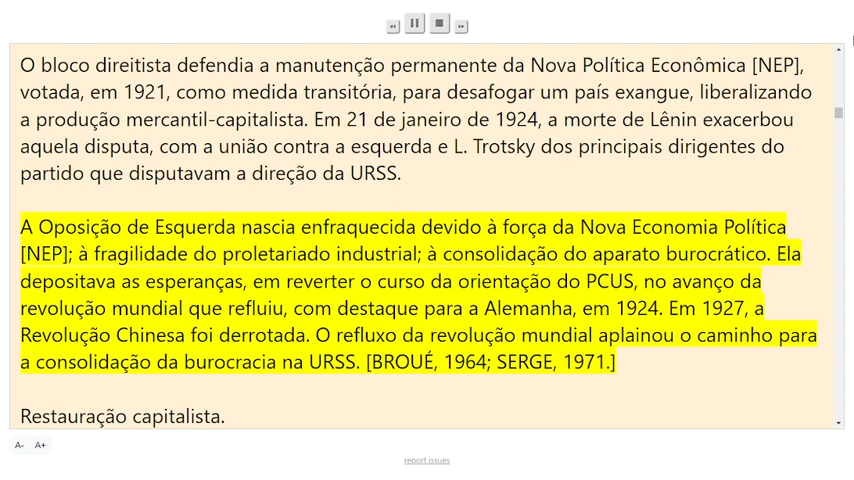 O bloco direitista defendia a manutenção permanente da Nova Política Econômica [NEP],
votada, em 1921, como medida transitória, para desafogar um país exangue, liberalizando
a produção mercantil-capitalista. Em 21 de janeiro de 1924, a morte de Lênin exacerbou
aquela disputa, com a união contra a esquerda e L. Trotsky dos principais dirigentes do
partido que disputavam a direção da URSS.
A Oposição de Esquerda nascia enfraquecida devido à força da Nova Economia Política
[NEP]; à fragilidade do proletariado industrial; à consolidação do aparato burocrático. Ela
depositava as esperanças, em reverter o curso da orientação do PCUS, no avanço da
revolução mundial que refluiu, com destaque para a Alemanha, em 1924. Em 1927, a
Revolução Chinesa foi derrotada. O refluxo da revolução mundial aplainou o caminho para
a consolidação da burocracia na URSS. [BROUÉ, 1964; SERGE, 1971.]
Restauração capitalista.
A- A+
report issues